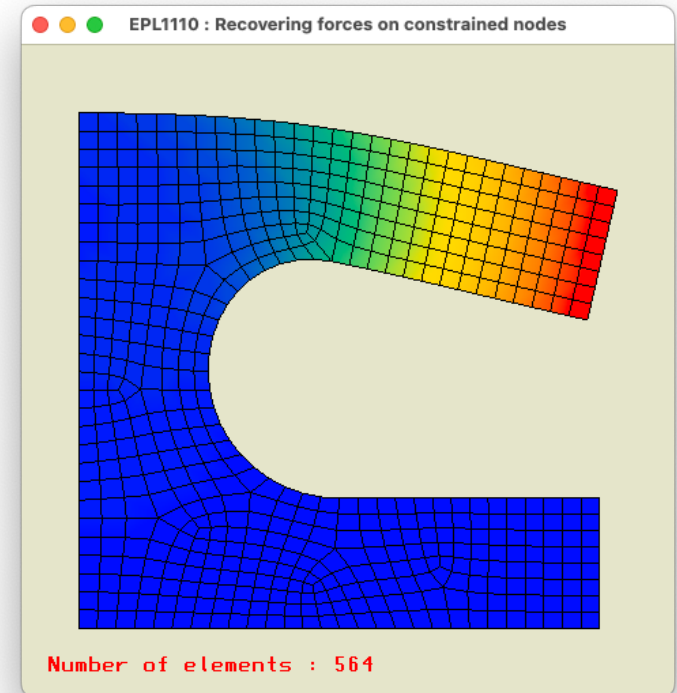 EPL1110 : Recovering forces on constrained nodes
Number of elements : 564